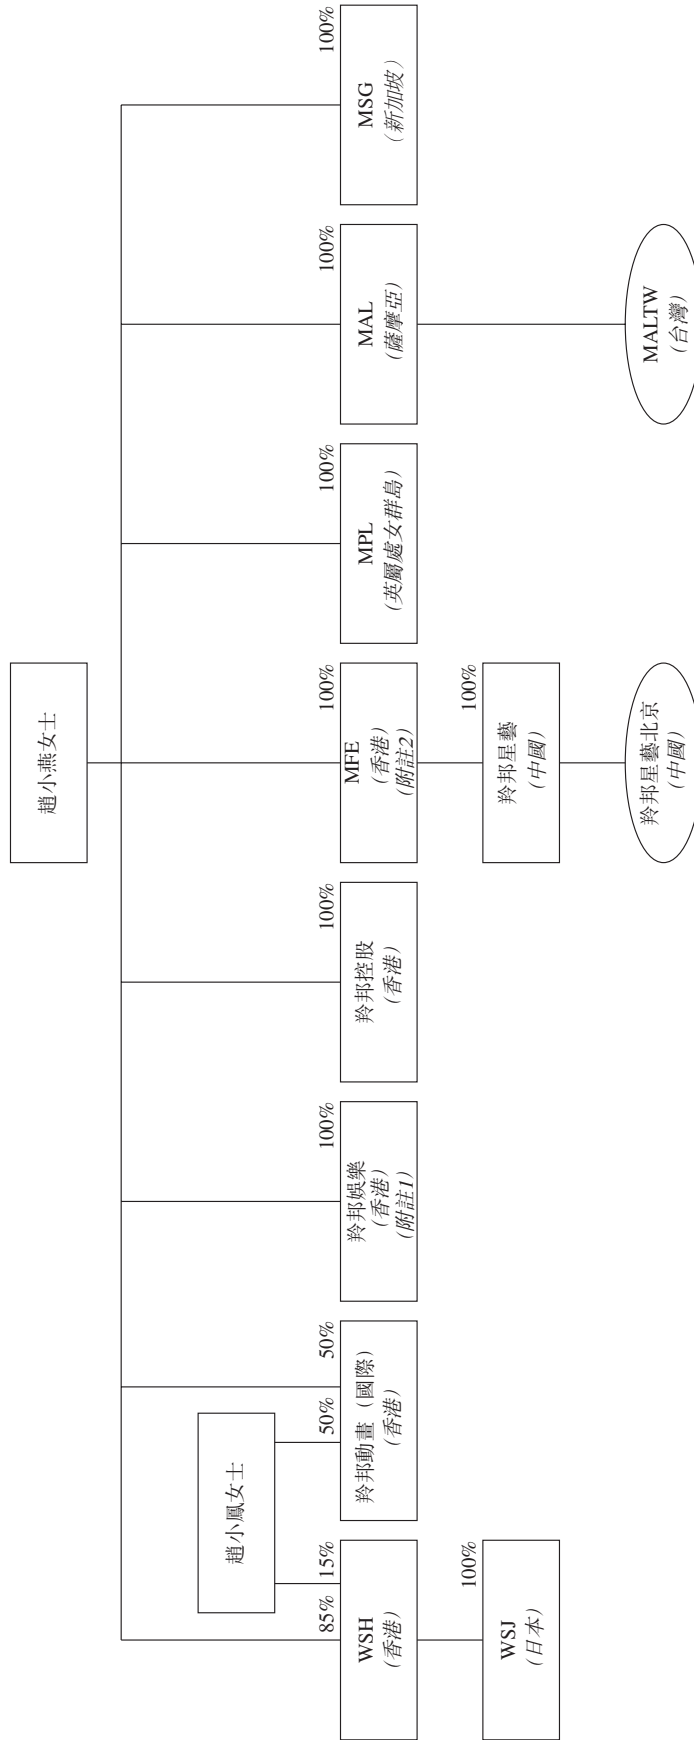 趙小燕女士
趙小鳳女士
85%
15%
50%
50%
100%
100%
100%
100%
100%
100%
WSH
(香港)
羚邦動畫（國際）
(香港)
羚邦娛樂
(香港)
(附註1)
羚邦控股
(香港)
MFE
(香港)
(附註2)
MPL
(英屬處女群島)
MAL
(薩摩亞)
MSG
(新加坡)
100%
100%
WSJ
(日本)
羚邦星藝
(中國)
羚邦星藝北京
(中國)
MALTW
(台灣)